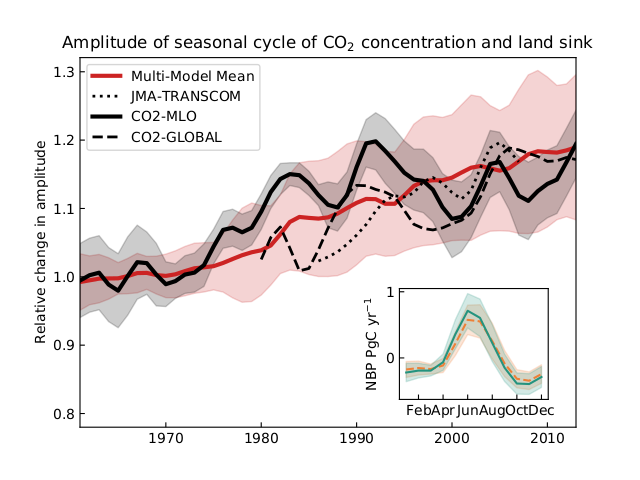 Amplitude of seasonal cycle of CO₂ concentration and land sink
Relative change in amplitude
1.3
1.2
1.1
1.0
0.9
0.8
Multi-Model Mean
JMA-TRANSCOM
CO2-MLO
CO2-GLOBAL
NBP PgC yr⁻¹
1
0
Feb Apr Jun Aug Oct Dec
1970 1980 1990 2000 2010